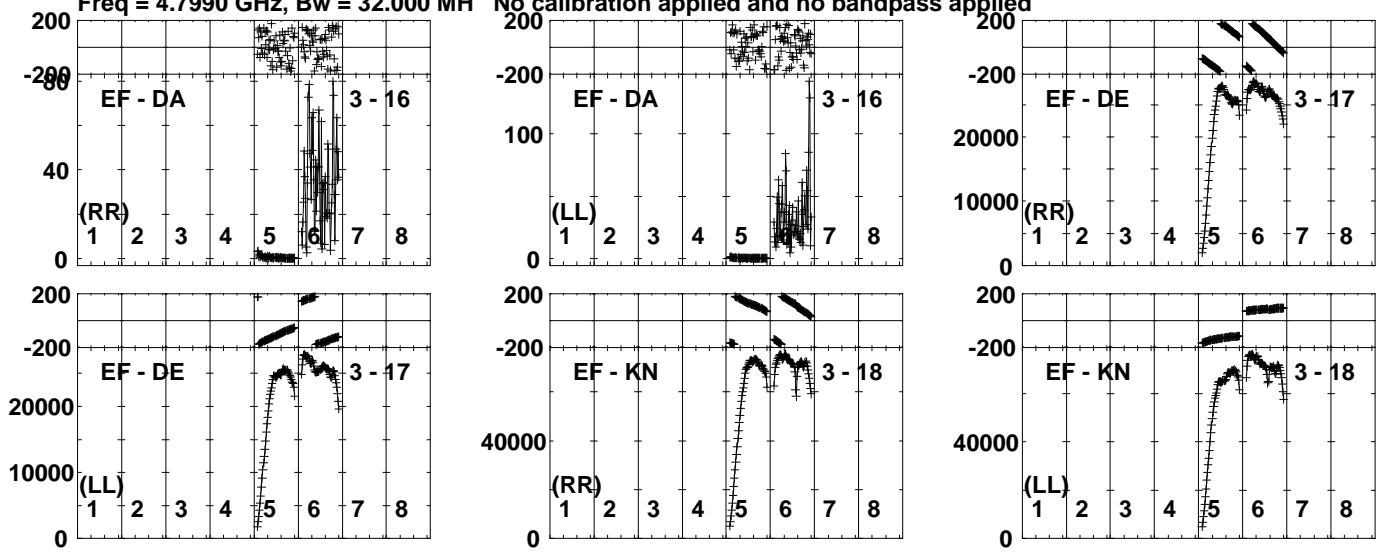 Freq = 4.7990 GHz, Bw = 32.000 MH No calibration applied and no bandpass applied
200
-200
80
40
0
EF - DA 3 - 16
(RR)
1 2 3 4 5 6 7 8
200
-200
100
0
EF - DA 3 - 16
(LL)
1 2 3 4 5 6 7 8
200
-200
20000
10000
0
EF - DE 3 - 17
(RR)
1 2 3 4 5 6 7 8
200
-200
20000
10000
0
EF - DE 3 - 17
(LL)
1 2 3 4 5 6 7 8
200
-200
40000
0
EF - KN 3 - 18
(RR)
1 2 3 4 5 6 7 8
200
-200
40000
0
EF - KN 3 - 18
(LL)
1 2 3 4 5 6 7 8